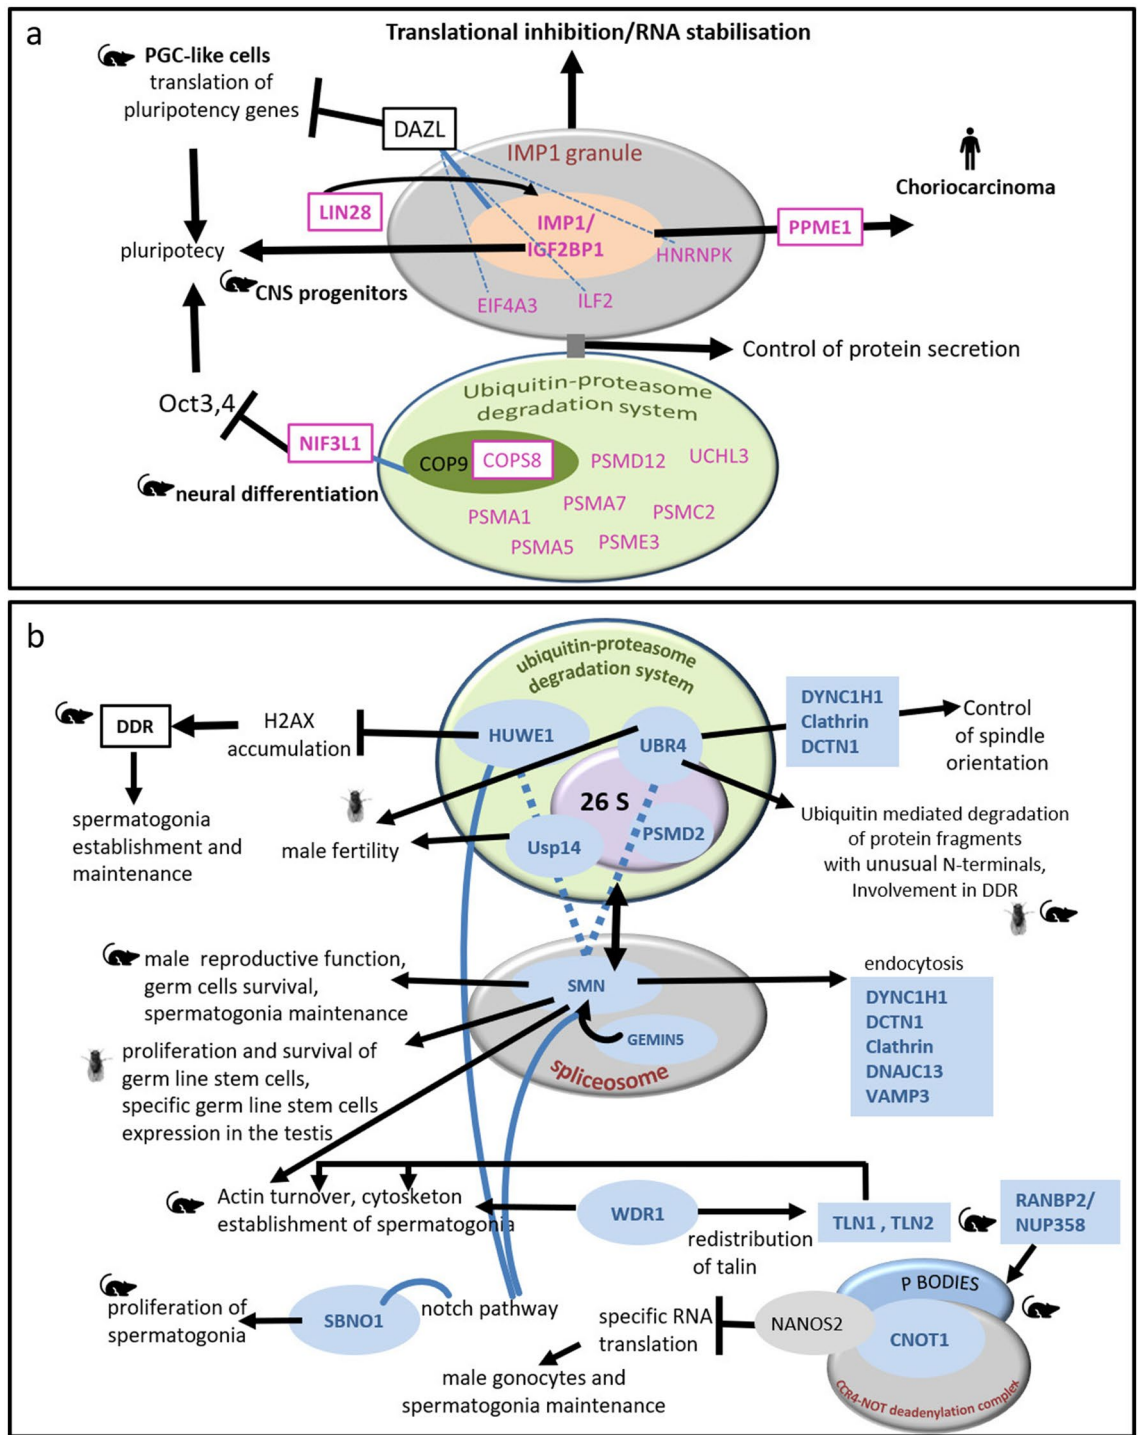 a
Translational inhibition/RNA stabilisation
PGC-like cells
translation of
pluripotency genes
DAZL
IMP1 granule
Choriocarcinoma
LIN28
IMP1/
IGF2BP1
PPME1
pluripotecy
HNRNPK
CNS progenitors
EIF4A3
ILF2
Control of protein secretion
Ubiquitin-proteasome
degradation system
Oct3,4
NIF3L1
COP9
COPS8
PSMD12
UCHL3
neural differentiation
PSMA1
PSMA7
PSMC2
PSMA5
PSME3
b
ubiquitin-proteasome
degradation system
DYNC1H1
Clathrin
DCTN1
Control
of spindle
orientation
DDR
H2AX
accumulation
HUWE1
UBR4
26 S
spermatogonia
establishment and
maintenance
male fertility
Usp14
PSMD2
Ubiquitin mediated degradation
of protein fragments
with unusual N-terminals,
Involvement in DDR
male reproductive function,
germ cells survival,
spermatogonia maintenance
SMN
GEMIN5
spliceosome
endocytosis
DYNC1H1
DCTN1
Clathrin
DNAJC13
VAMP3
proliferation and survival of
germ line stem cells,
specific germ line stem cells
expression in the testis
Actin turnover, cytosketon
establishment of spermatogonia
WDR1
redistribution
of talin
TLN1 , TLN2
RANBP2/
NUP358
proliferation of
spermatogonia
SBNO1
notch pathway
specific RNA
translation
NANOS2
P BODIES
CNOT1
CCR4-NOT deadenylation complex
male gonocytes and
spermatogonia maintenance